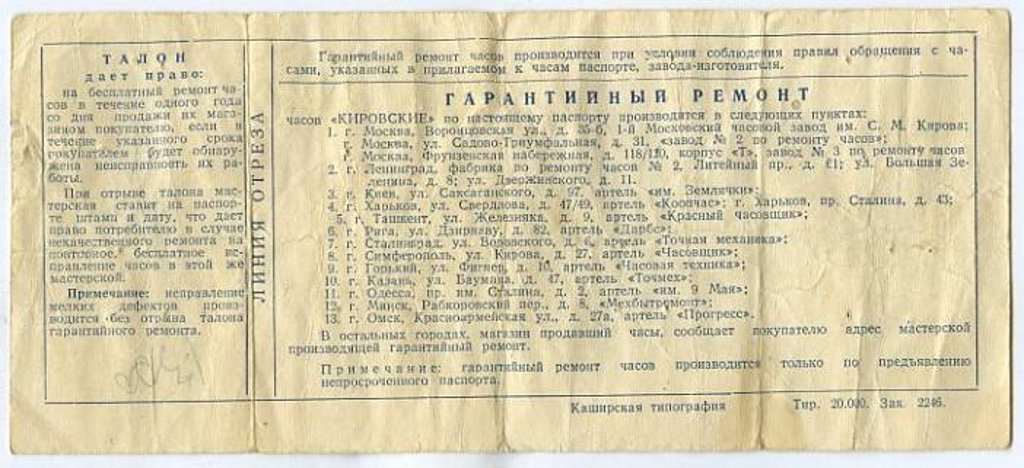 ТАЛОН
дает право:
на бесплатный ремонт ча-
сов в течение одного года
со дня продажи их мага-
зином покупателю, если в
течение указанного срока
покупателем будет обнару-
жена неисправность их ра-
боты.
При отрыве талона мас-
терская ставит на паспор-
те штамп и дату, что дает
право потребителю в случае
некачественного ремонта на
повторное, бесплатное ис-
правление часов в этой же
мастерской.
Примечание: исправление
мелких дефектов произ-
водится без отрыва талона
гарантийного ремонта.
ЛИНИЯ ОТРЕЗА
Гарантийный ремонт часов производится при условии соблюдения правил обращения с ча-
сами, указанных в прилагаемом к часам паспорте, завода-изготовителя.
ГАРАНТИЙНЫЙ РЕМОНТ
часов «КИРОВСКИЕ» по настоящему паспорту производится в следующих пунктах:
1. г. Москва, Воронцовская ул., д. 35-б, 1-й Московский часовой завод им. С. М. Кирова;
г. Москва, ул. Садово-Триумфальная, д. 31, «завод № 2 по ремонту часов»;
г. Москва, Фрунзенская набережная, д. 118/110, корпус «Т», завод № 3 по ремонту часов
2. г. Ленинград, фабрика по ремонту часов № 2, Литейный пр., д. 61; ул. Большая Зе-
ленина, д. 8; ул. Дзержинского, д. 11.
3. г. Киев, ул. Саксаганского, д. 97, артель «им. Землячки»;
4. г. Харьков, ул. Свердлова, д. 47/49, артель «Коопчас»; г. Харьков, пр. Сталина, д. 43;
5. г. Ташкент, ул. Железняка, д. 9, артель «Красный часовщик»;
6. г. Рига, ул. Дзирнаву, д. 82, артель «Дарбс»;
7. г. Сталинград, ул. Воровского, д. 6, артель «Точная механика»;
8. г. Симферополь, ул. Кирова, д. 27, артель «Часовщик»;
9. г. Горький, ул. Фигнер, д. 10, артель «Часовая техника»;
10. г. Казань, ул. Баумана, д. 47, артель «Точмех»;
11. г. Одесса, пр. им. Сталина, д. 2, артель «им. 9 Мая»;
12. г. Минск, Рабкоровский пер., д. 8, «Мехбытремонт»;
13. г. Омск, Красноармейская ул., д. 27а, артель «Прогресс».
В остальных городах, магазин продавший часы, сообщает покупателю адрес мастерской
производящей гарантийный ремонт.
Примечание: гарантийный ремонт часов производится только по предъявлению
непросроченного паспорта.
Каширская типография Тир. 20.000. Зак. 2246.